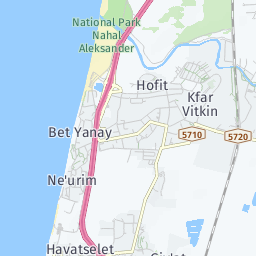 National Park
Nahal
Aleksander
Hofit
Kfar
Vitkin
Bet Yanay
5710
5720
Ne'urim
Havatselet